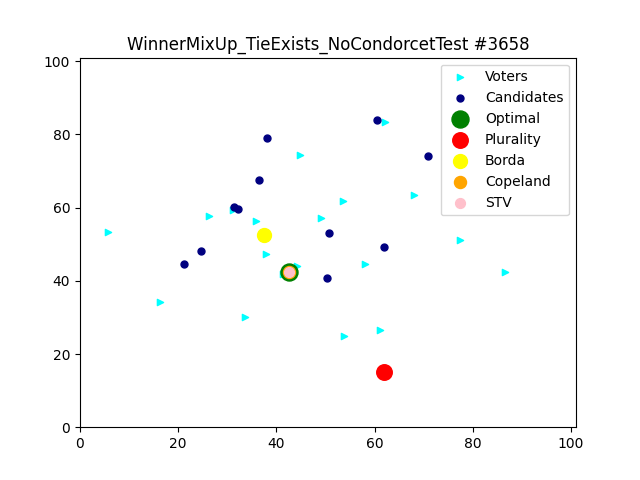 WinnerMixUp_TieExists_NoCondorcetTest #3658
Voters
Candidates
Optimal
Plurality
Borda
Copeland
STV
100
80
60
40
20
0
0 20 40 60 80 100